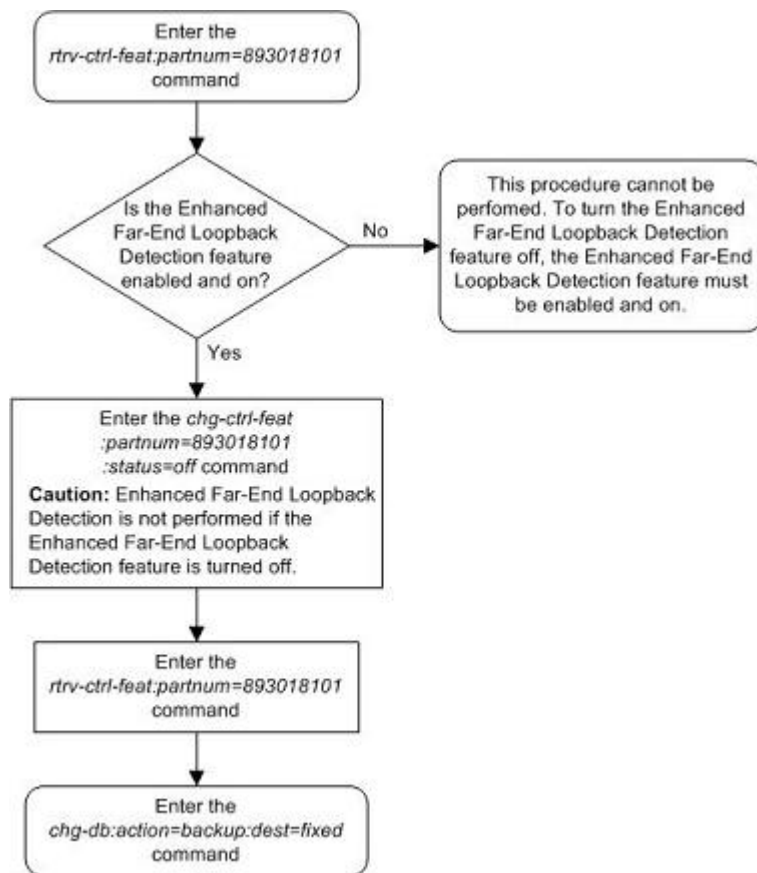 Enter the
rtrv-ctrl-feat:partnum=893018101
command
Is the Enhanced
Far-End Loopback
Detection feature
enabled and on?
No
This procedure cannot be
perfomed. To turn the Enhanced
Far-End Loopback Detection
feature off, the Enhanced Far-End
Loopback Detection feature must
be enabled and on.
Yes
Enter the chg-ctrl-feat
:partnum=893018101
:status=off command
Caution: Enhanced Far-End Loopback
Detection is not performed if the
Enhanced Far-End Loopback
Detection feature is turned off.
Enter the
rtrv-ctrl-feat:partnum=893018101
command
Enter the
chg-db:action=backup:dest=fixed
command